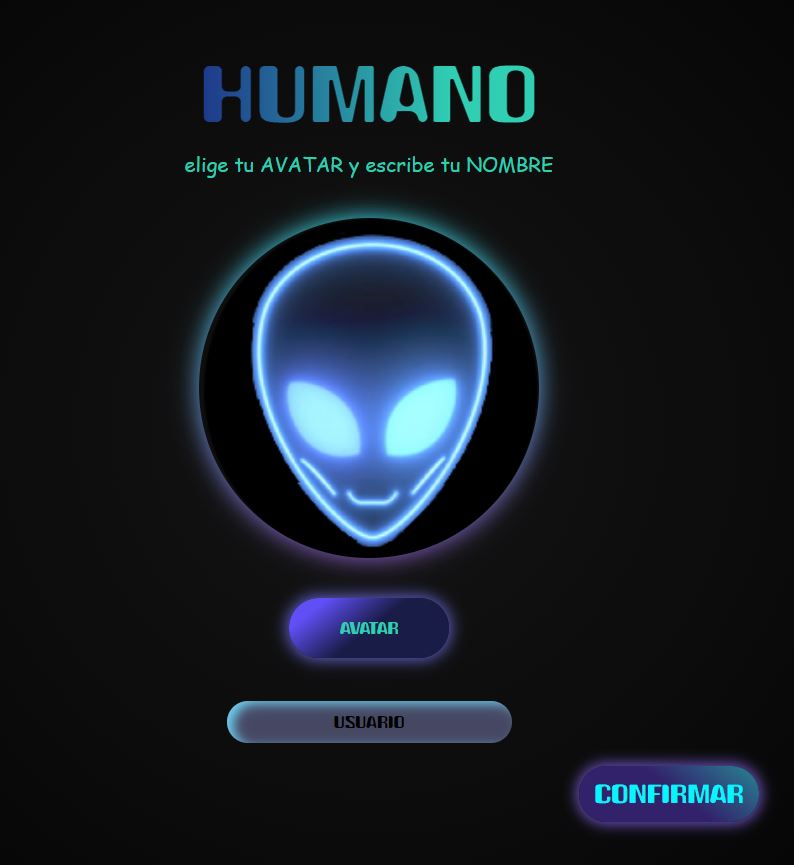 HUMANO
elige tu AVATAR y escribe tu NOMBRE
AVATAR
USUARIO
CONFIRMAR